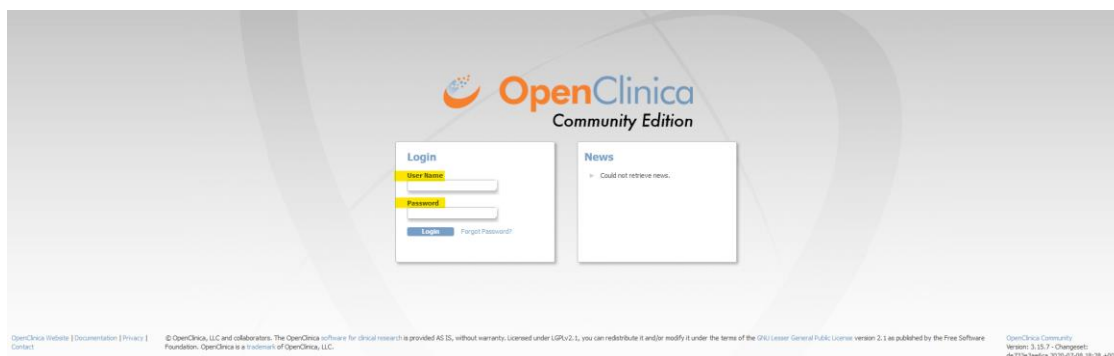 OpenClinica
Community Edition
Login
User Name
Password
Login Forgot Password?
News
Could not retrieve news.
OpenClinica Website | Documentation | Privacy |
Contact
© OpenClinica, LLC and collaborators. The OpenClinica software for clinical research is provided AS IS, without warranty. Licensed under LGPLv2.1, you can redistribute it and/or modify it under the terms of the GNU Lesser General Public License version 2.1 as published by the Free Software
Foundation. OpenClinica is a trademark of OpenClinica, LLC.
OpenClinica Community
Version: 3.15.7 - Changeset: